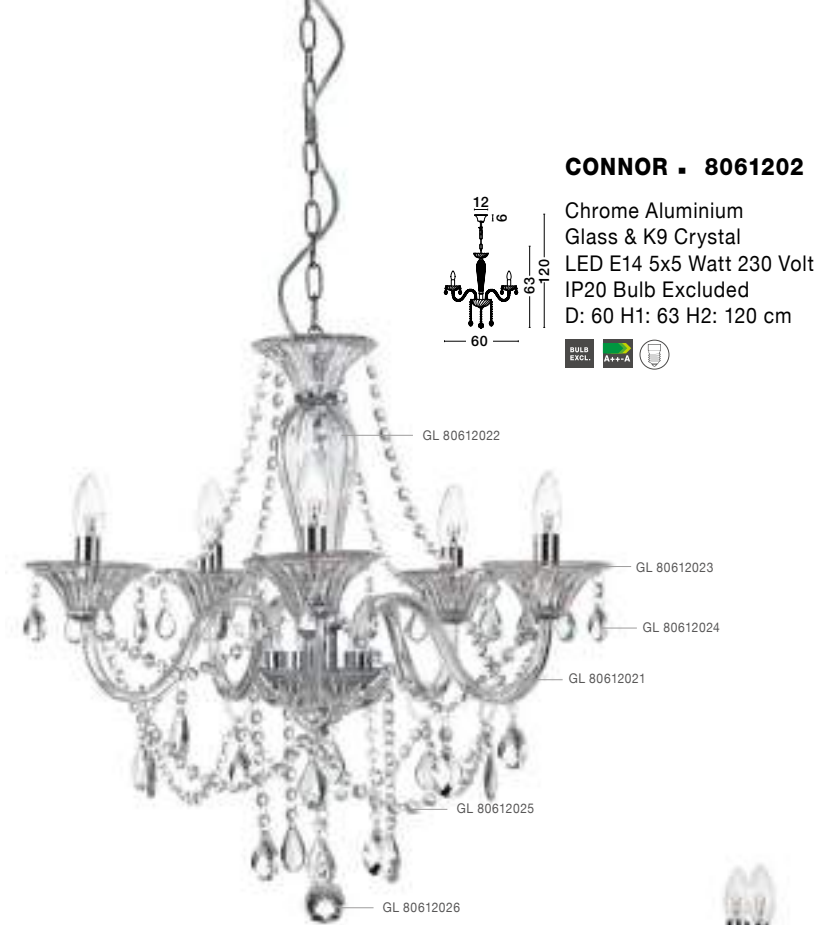 CONNOR ▪ 8061202
Chrome Aluminium
Glass & K9 Crystal
LED E14 5x5 Watt 230 Volt
IP20 Bulb Excluded
D: 60 H1: 63 H2: 120 cm
12
6
63
120
60
BULB
EXCL.
A++-A
GL 80612022
GL 80612023
GL 80612024
GL 80612021
GL 80612025
GL 80612026